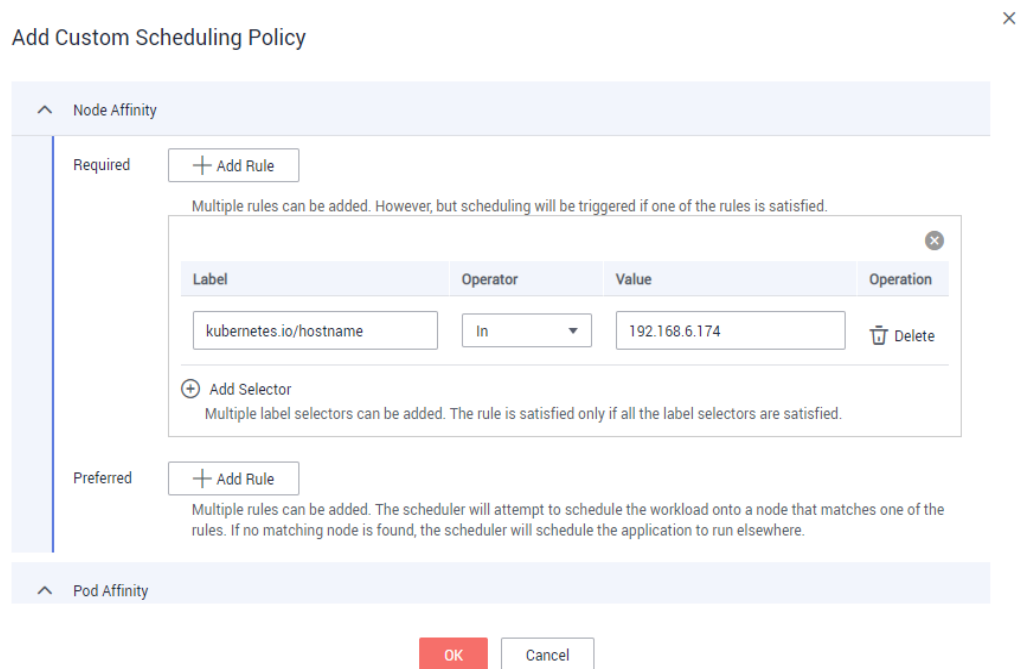 Add Custom Scheduling Policy
Node Affinity
Required
Add Rule
Multiple rules can be added. However, but scheduling will be triggered if one of the rules is satisfied.
Label Operator Value Operation
kubernetes.io/hostname In 192.168.6.174 Delete
Add Selector
Multiple label selectors can be added. The rule is satisfied only if all the label selectors are satisfied.
Preferred
Add Rule
Multiple rules can be added. The scheduler will attempt to schedule the workload onto a node that matches one of the
rules. If no matching node is found, the scheduler will schedule the application to run elsewhere.
Pod Affinity
OK Cancel